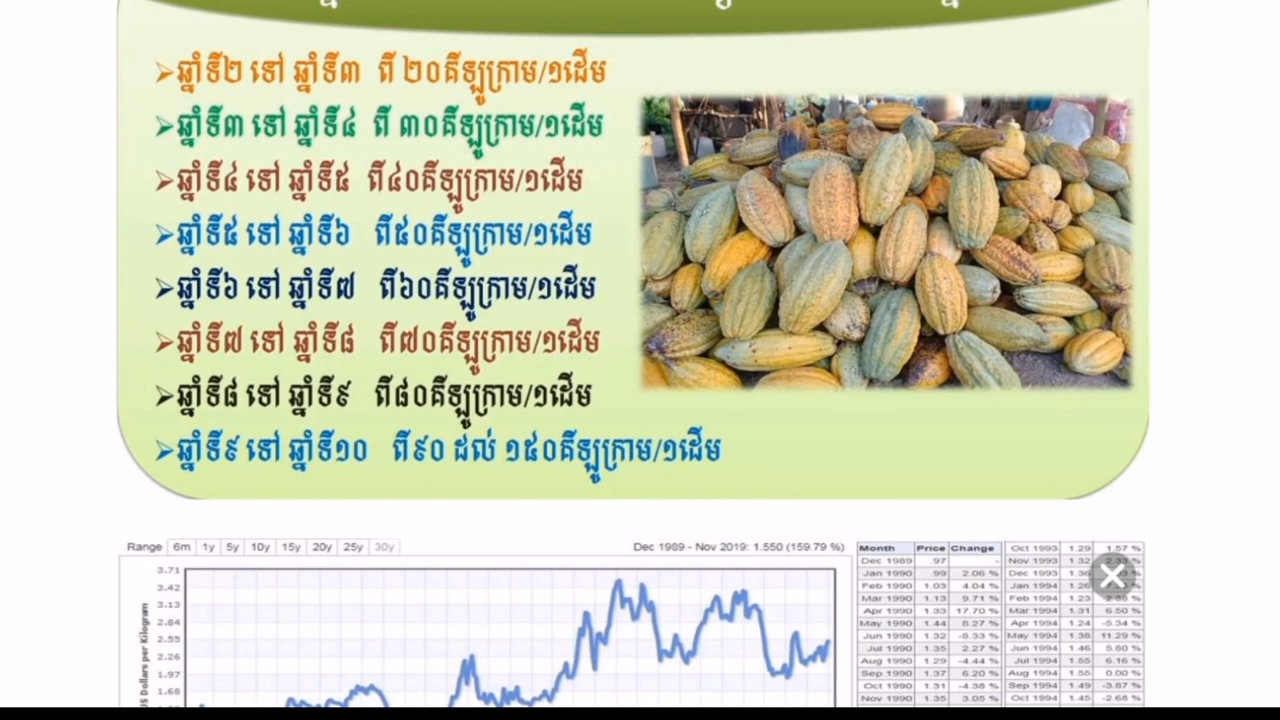 ➢ឆ្នាំទី២ ទៅ ឆ្នាំទី៣ ពី ២០គីឡូក្រាម/១ដើម
➢ឆ្នាំទី៣ ទៅ ឆ្នាំទី៤ ពី ៣០គីឡូក្រាម/១ដើម
➢ឆ្នាំទី៤ ទៅ ឆ្នាំទី៥ ពី៤០គីឡូក្រាម/១ដើម
➢ឆ្នាំទី៥ ទៅ ឆ្នាំទី៦ ពី៥០គីឡូក្រាម/១ដើម
➢ឆ្នាំទី៦ ទៅ ឆ្នាំទី៧ ពី៦០គីឡូក្រាម/១ដើម
➢ឆ្នាំទី៧ ទៅ ឆ្នាំទី៨ ពី៧០គីឡូក្រាម/១ដើម
➢ឆ្នាំទី៨ ទៅ ឆ្នាំទី៩ ពី៨០គីឡូក្រាម/១ដើម
➢ឆ្នាំទី៩ ទៅ ឆ្នាំទី១០ ពី៩០ ដល់ ១៥០គីឡូក្រាម/១ដើម
Range 6m 1y 5y 10y 15y 20y 25y 30y
Dec 1989 - Nov 2019: 1.550 (159.79 %)
US Dollars per Kilogram
3.71
3.42
3.13
2.84
2.55
2.26
1.97
1.68
Month Price Change
Dec 1989 .97 -
Jan 1990 .99 2.06 %
Feb 1990 1.03 4.04 %
Mar 1990 1.13 9.71 %
Apr 1990 1.33 17.70 %
May 1990 1.44 8.27 %
Jun 1990 1.32 -8.33 %
Jul 1990 1.35 2.27 %
Aug 1990 1.29 -4.44 %
Sep 1990 1.37 6.20 %
Oct 1990 1.31 -4.38 %
Nov 1990 1.35 3.05 %
Oct 1993 1.29 1.57 %
Nov 1993 1.32
Dec 1993 1.36
Jan 1994 1.26
Feb 1994 1.23
Mar 1994 1.31 6.50 %
Apr 1994 1.24 -5.34 %
May 1994 1.38 11.29 %
Jun 1994 1.46 5.80 %
Jul 1994 1.55 6.16 %
Aug 1994 1.55 0.00 %
Sep 1994 1.49 -3.87 %
Oct 1994 1.45 -2.68 %